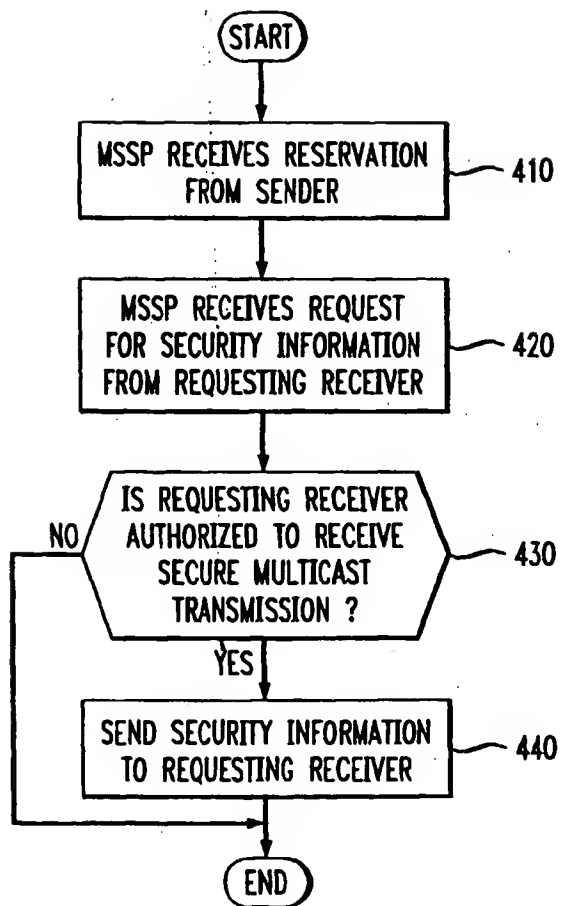 START
MSSP RECEIVES RESERVATION
FROM SENDER
410
MSSP RECEIVES REQUEST
FOR SECURITY INFORMATION
FROM REQUESTING RECEIVER
420
IS REQUESTING RECEIVER
AUTHORIZED TO RECEIVE
SECURE MULTICAST
TRANSMISSION ?
NO
430
YES
SEND SECURITY INFORMATION
TO REQUESTING RECEIVER
440
END